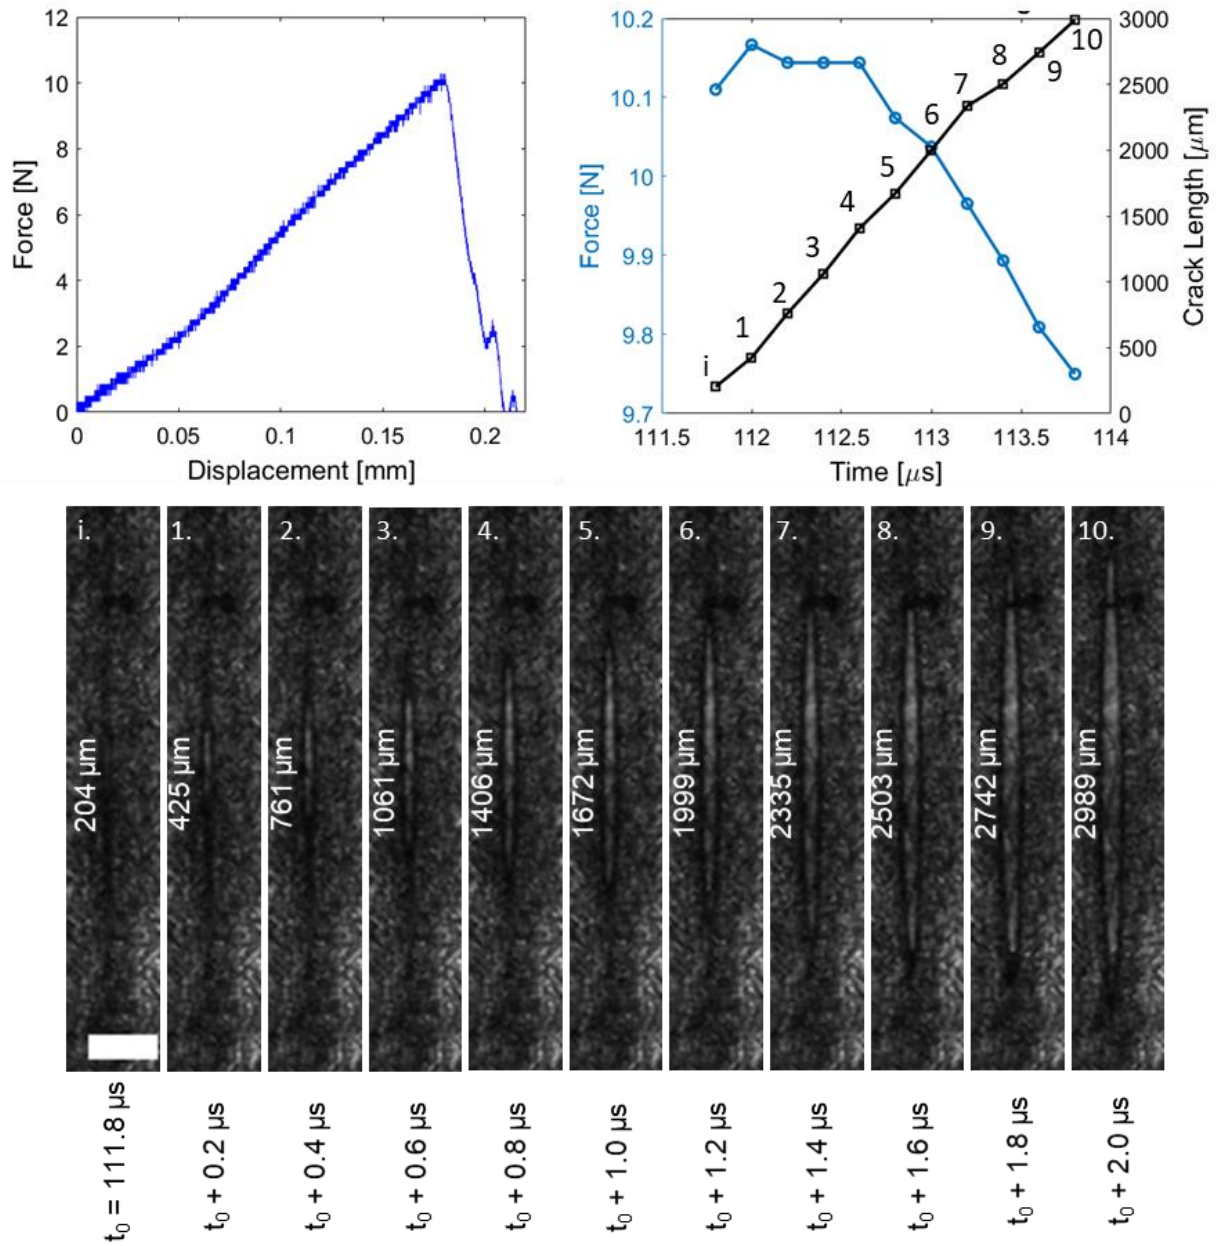 12
10
8
6
4
2
0
0
0.05
0.1
0.15
0.2
Force [N]
Displacement [mm]
10.2
10.1
10
9.9
9.8
9.7
Force [N]
111.5
112
112.5
113
113.5
114
Time [μs]
3000
2500
2000
1500
1000
500
0
Crack Length [μm]
i
1
2
3
4
5
6
7
8
9
10
i.
1.
2.
3.
4.
5.
6.
7.
8.
9.
10.
204 μm
425 μm
761 μm
1061 μm
1406 μm
1672 μm
1999 μm
2335 μm
2503 μm
2742 μm
2989 μm
t₀ = 111.8 μs
t₀ + 0.2 μs
t₀ + 0.4 μs
t₀ + 0.6 μs
t₀ + 0.8 μs
t₀ + 1.0 μs
t₀ + 1.2 μs
t₀ + 1.4 μs
t₀ + 1.6 μs
t₀ + 1.8 μs
t₀ + 2.0 μs